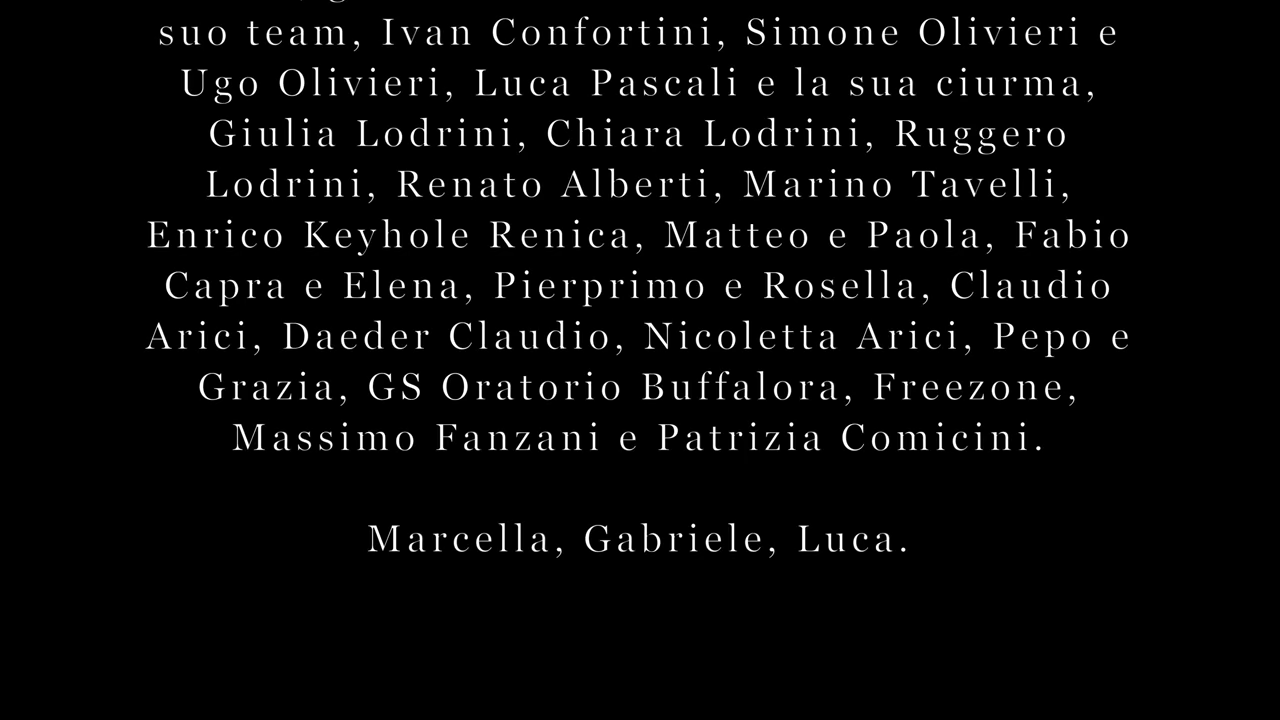 suo team, Ivan Confortini, Simone Olivieri e
Ugo Olivieri, Luca Pascali e la sua ciurma,
Giulia Lodrini, Chiara Lodrini, Ruggero
Lodrini, Renato Alberti, Marino Tavelli,
Enrico Keyhole Renica, Matteo e Paola, Fabio
Capra e Elena, Pierprimo e Rosella, Claudio
Arici, Daeder Claudio, Nicoletta Arici, Pepo e
Grazia, GS Oratorio Buffalora, Freezone,
Massimo Fanzani e Patrizia Comicini.
Marcella, Gabriele, Luca.